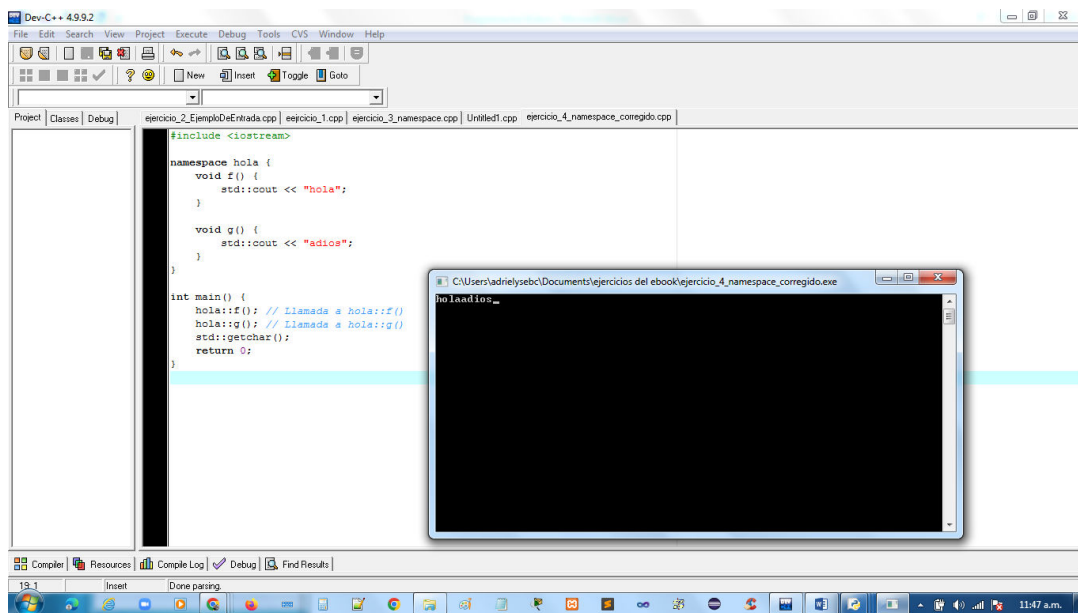 Dev-C++ 4.9.9.2
File Edit Search View Project Execute Debug Tools CVS Window Help
New Insert Toggle Goto
Project Classes Debug
ejercicio_2_EjemploDeEntrada.cpp eejrcicio_1.cpp ejercicio_3_namespace.cpp Untitled1.cpp ejercicio_4_namespace_corregido.cpp
#include <iostream>
namespace hola {
void f() {
std::cout << "hola";
}
void g() {
std::cout << "adios";
}
}
int main() {
hola::f(); // Llamada a hola::f()
hola::g(); // Llamada a hola::g()
std::getchar();
return 0;
}
C:\Users\adrielysebc\Documents\ejercicios del ebook\ejercicio_4_namespace_corregido.exe
holaadios_
Compiler Resources Compile Log Debug Find Results
19:1 Insert Done parsing.
11:47 a.m.